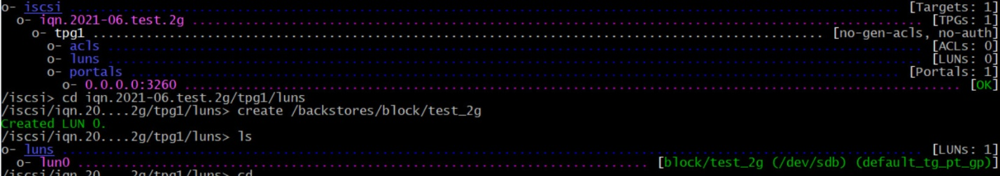 o- iscsi ............................................................................................................ [Targets: 1]
o- iqn.2021-06.test.2g ............................................................................................... [TPGs: 1]
o- tpg1 ................................................................................................. [no-gen-acls, no-auth]
o- acls .............................................................................................................. [ACLs: 0]
o- luns .............................................................................................................. [LUNs: 0]
o- portals ........................................................................................................ [Portals: 1]
o- 0.0.0.0:3260 .......................................................................................................... [OK]
/iscsi> cd iqn.2021-06.test.2g/tpg1/luns
/iscsi/iqn.20....2g/tpg1/luns> create /backstores/block/test_2g
Created LUN 0.
/iscsi/iqn.20....2g/tpg1/luns> ls
o- luns .............................................................................................................. [LUNs: 1]
o- lun0 ........................................................................... [block/test_2g (/dev/sdb) (default_tg_pt_gp)]
/iscsi/iqn.20....2g/tpg1/luns> cd